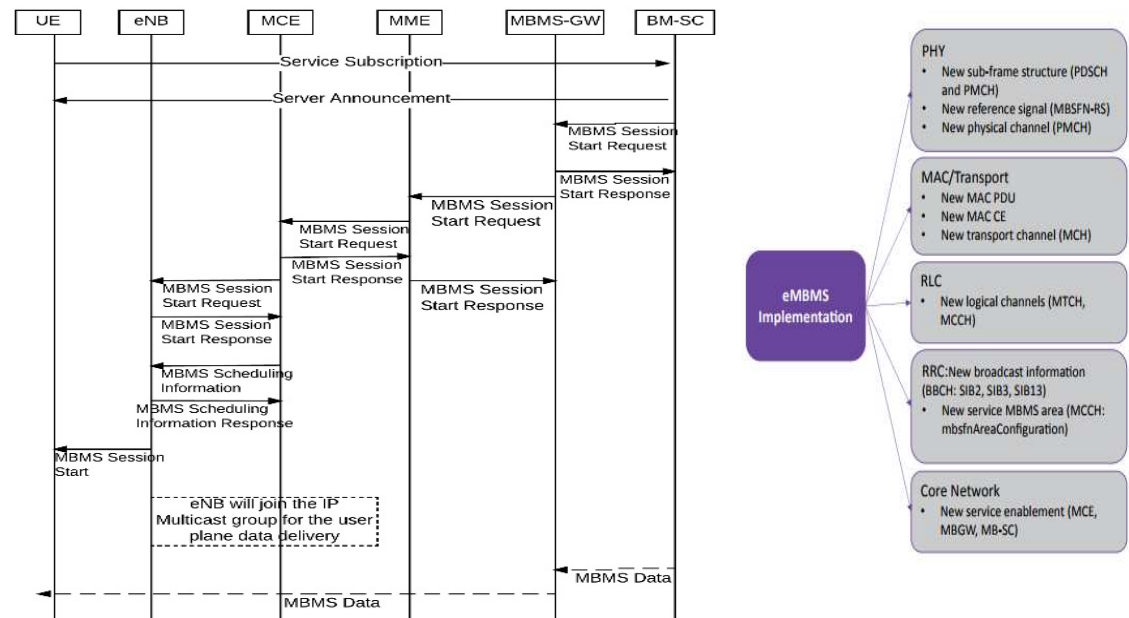 UE
eNB
MCE
MME
MBMS-GW
BM-SC
Service Subscription
Server Announcement
MBMS Session
Start Request
MBMS Session
Start Response
MBMS Session
Start Request
MBMS Session
Start Request
MBMS Session
Start Response
MBMS Session
Start Response
MBMS Session
Start Request
MBMS Session
Start Response
MBMS Scheduling
Information
MBMS Scheduling
Information Response
MBMS Session
Start
eNB will join the IP
Multicast group for the user
plane data delivery
MBMS Data
MBMS Data
eMBMS
Implementation
PHY
• New sub-frame structure (PDSCH
and PMCH)
• New reference signal (MBSFN-RS)
• New physical channel (PMCH)
MAC/Transport
• New MAC PDU
• New MAC CE
• New transport channel (MCH)
RLC
• New logical channels (MTCH,
MCCH)
RRC:New broadcast information
(BBCH: SIB2, SIB3, SIB13)
• New service MBMS area (MCCH:
mbsfnAreaConfiguration)
Core Network
• New service enablement (MCE,
MBGW, MB-SC)